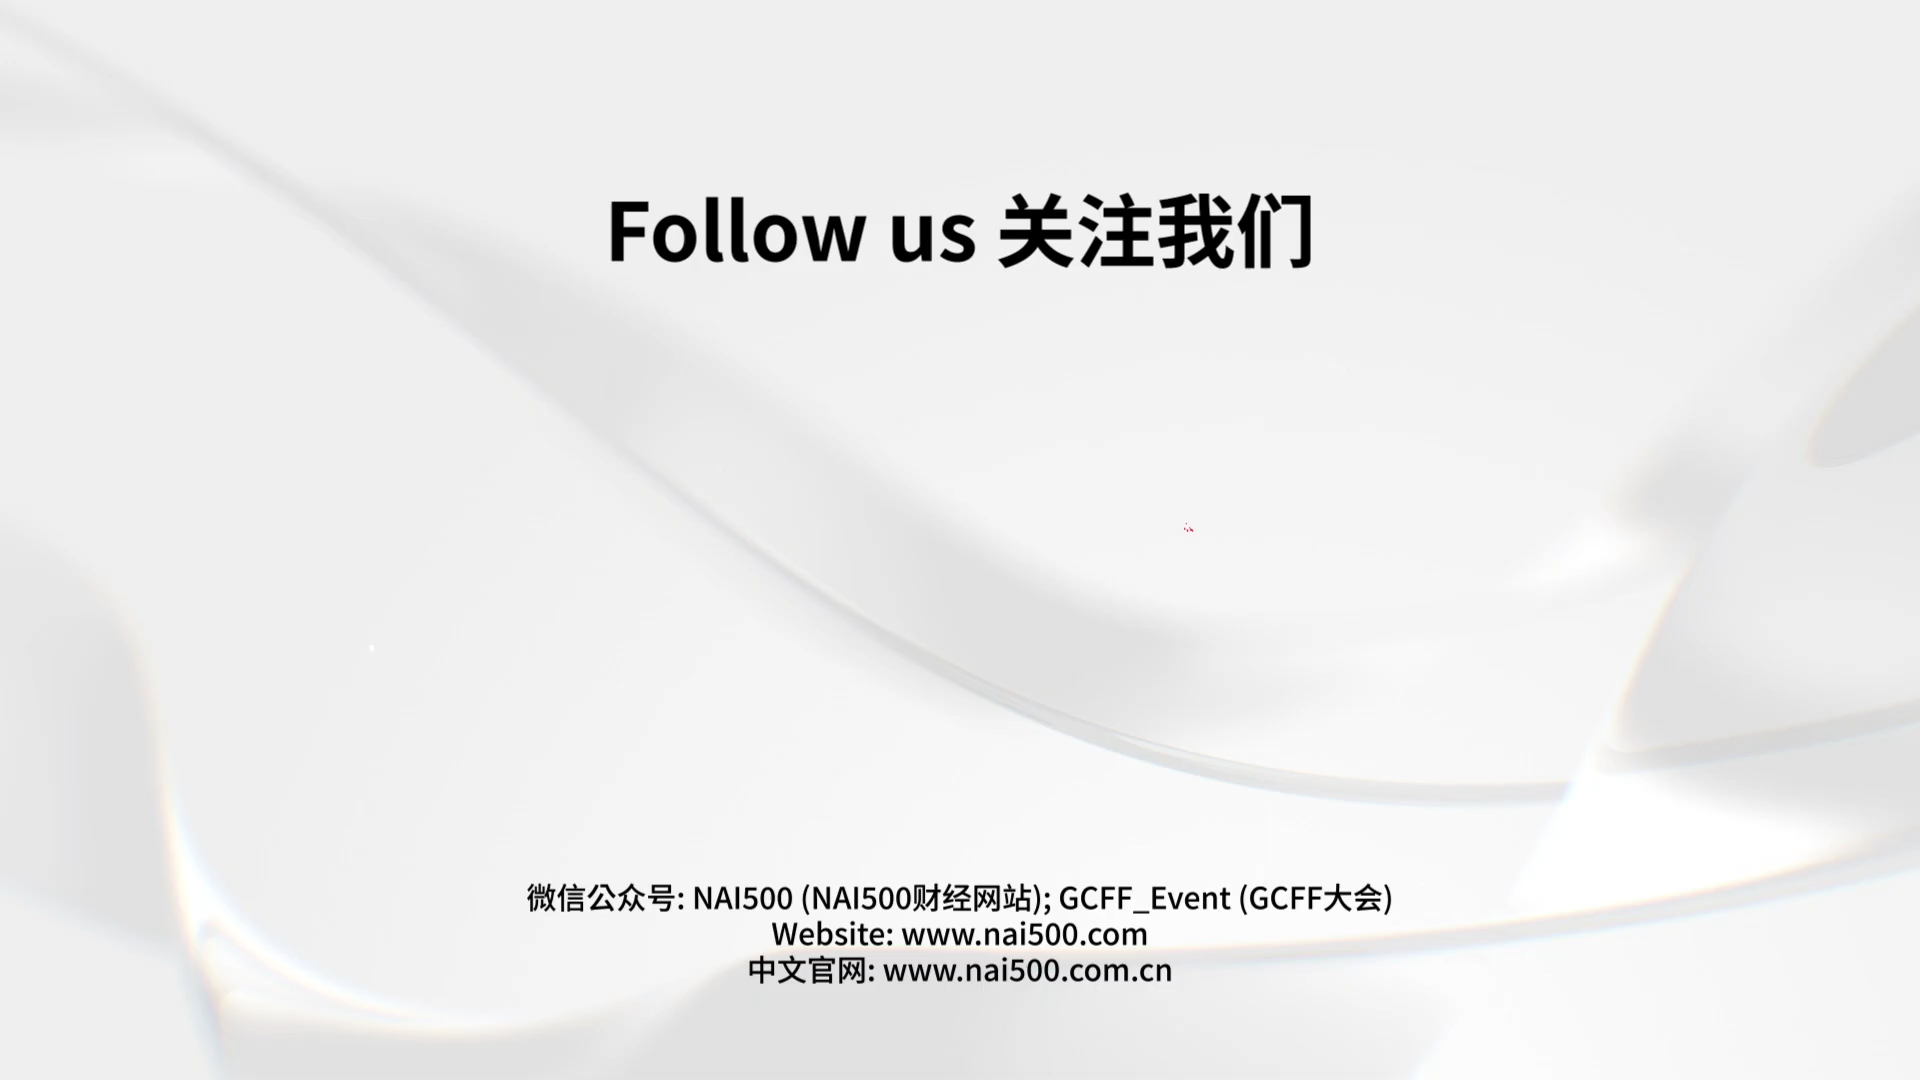 Follow us 关注我们
微信公众号: NAI500 (NAI500财经网站); GCFF_Event (GCFF大会)
Website: www.nai500.com
中文官网: www.nai500.com.cn